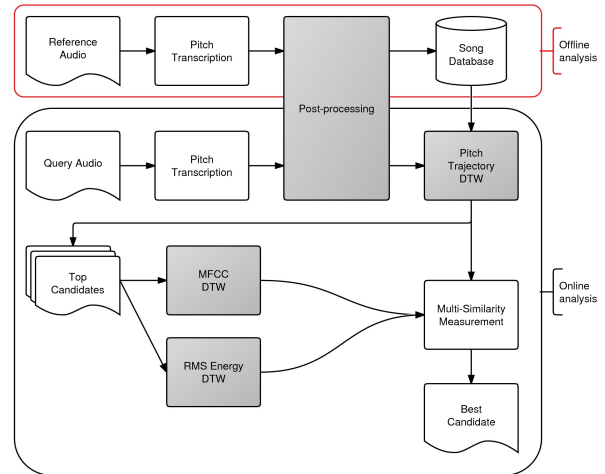 Reference
Audio
Pitch
Transcription
Post-processing
Song
Database
Offline
analysis
Query Audio
Pitch
Transcription
Pitch
Trajectory
DTW
Top
Candidates
MFCC
DTW
RMS Energy
DTW
Multi-Similarity
Measurement
Best
Candidate
Online
analysis